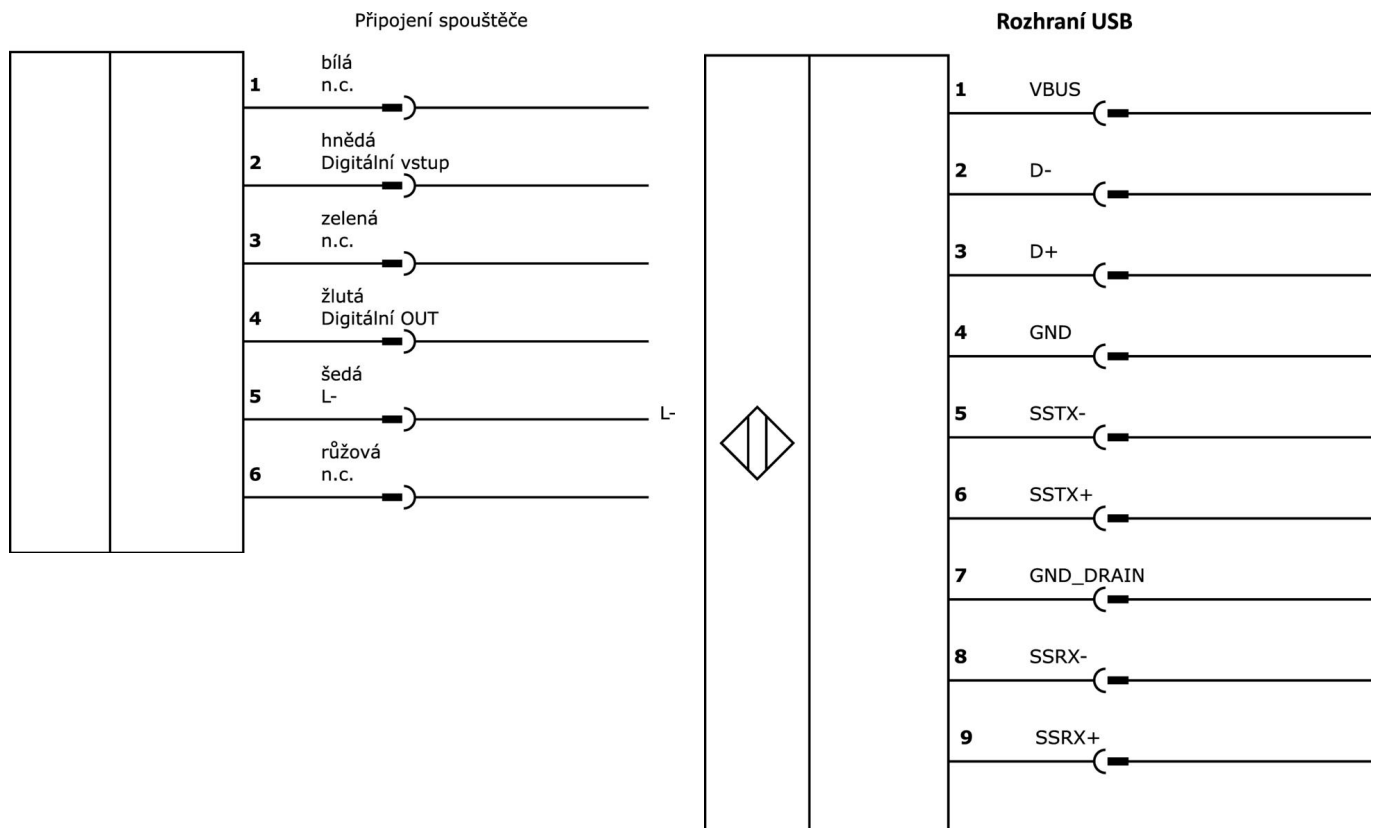 Připojení spouštěče
bílá
1 n.c.
hnědá
2 Digitální vstup
zelená
3 n.c.
žlutá
4 Digitální OUT
šedá
5 L-
L-
růžová
6 n.c.
Rozhraní USB
1 VBUS
2 D-
3 D+
4 GND
5 SSTX-
6 SSTX+
7 GND_DRAIN
8 SSRX-
9 SSRX+